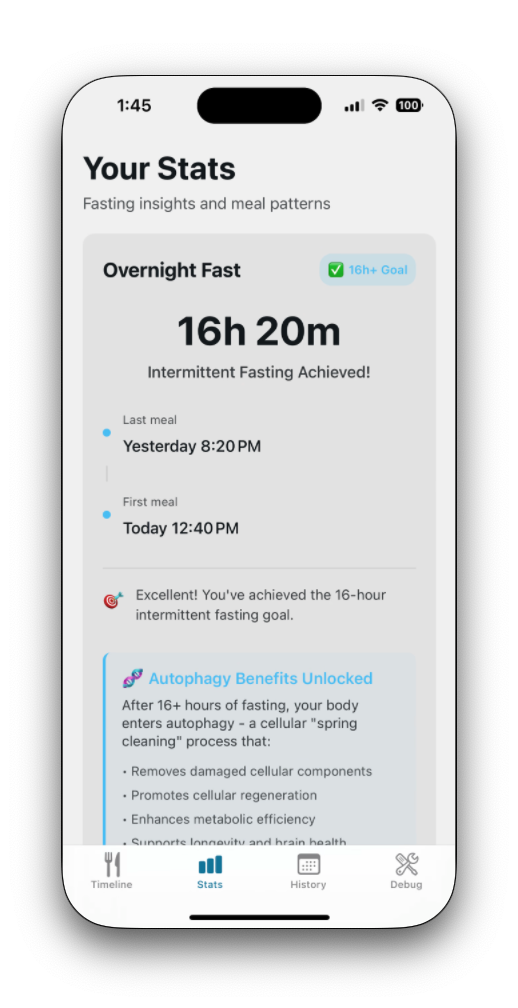 1:45
100
Your Stats
Fasting insights and meal patterns
Overnight Fast
✅ 16h+ Goal
16h 20m
Intermittent Fasting Achieved!
Last meal
Yesterday 8:20 PM
First meal
Today 12:40 PM
🎯 Excellent! You've achieved the 16-hour
intermittent fasting goal.
🧬 Autophagy Benefits Unlocked
After 16+ hours of fasting, your body
enters autophagy - a cellular "spring
cleaning" process that:
• Removes damaged cellular components
• Promotes cellular regeneration
• Enhances metabolic efficiency
• Supports longevity and brain health
Timeline
Stats
History
Debug